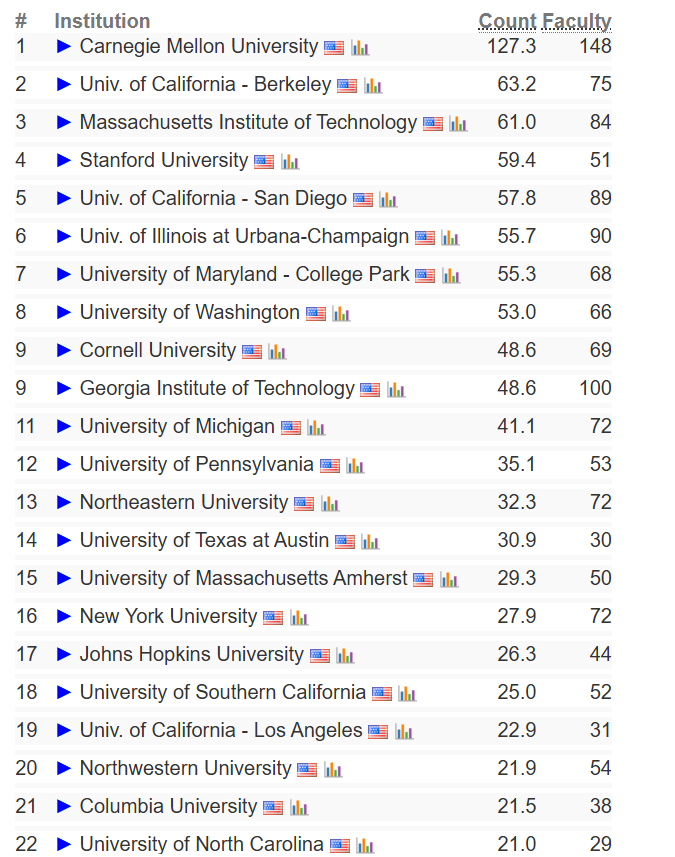 # Institution Count Faculty
1 ► Carnegie Mellon University 127.3 148
2 ► Univ. of California - Berkeley 63.2 75
3 ► Massachusetts Institute of Technology 61.0 84
4 ► Stanford University 59.4 51
5 ► Univ. of California - San Diego 57.8 89
6 ► Univ. of Illinois at Urbana-Champaign 55.7 90
7 ► University of Maryland - College Park 55.3 68
8 ► University of Washington 53.0 66
9 ► Cornell University 48.6 69
9 ► Georgia Institute of Technology 48.6 100
11 ► University of Michigan 41.1 72
12 ► University of Pennsylvania 35.1 53
13 ► Northeastern University 32.3 72
14 ► University of Texas at Austin 30.9 30
15 ► University of Massachusetts Amherst 29.3 50
16 ► New York University 27.9 72
17 ► Johns Hopkins University 26.3 44
18 ► University of Southern California 25.0 52
19 ► Univ. of California - Los Angeles 22.9 31
20 ► Northwestern University 21.9 54
21 ► Columbia University 21.5 38
22 ► University of North Carolina 21.0 29